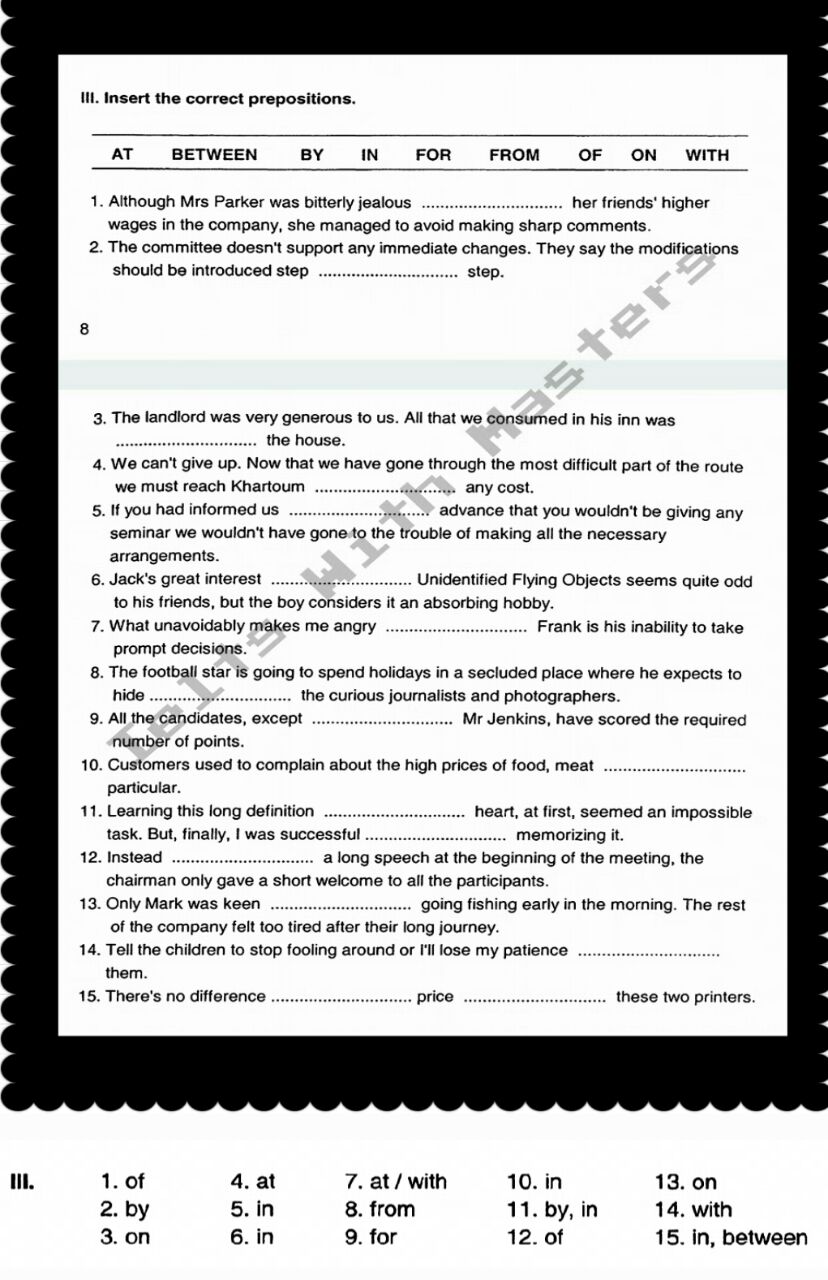 III. Insert the correct prepositions.
AT BETWEEN BY IN FOR FROM OF ON WITH
1. Although Mrs Parker was bitterly jealous .............................. her friends' higher
wages in the company, she managed to avoid making sharp comments.
2. The committee doesn't support any immediate changes. They say the modifications
should be introduced step .............................. step.
8
3. The landlord was very generous to us. All that we consumed in his inn was
.............................. the house.
4. We can't give up. Now that we have gone through the most difficult part of the route
we must reach Khartoum .............................. any cost.
5. If you had informed us .............................. advance that you wouldn't be giving any
seminar we wouldn't have gone to the trouble of making all the necessary
arrangements.
6. Jack's great interest .............................. Unidentified Flying Objects seems quite odd
to his friends, but the boy considers it an absorbing hobby.
7. What unavoidably makes me angry .............................. Frank is his inability to take
prompt decisions.
8. The football star is going to spend holidays in a secluded place where he expects to
hide .............................. the curious journalists and photographers.
9. All the candidates, except .............................. Mr Jenkins, have scored the required
number of points.
10. Customers used to complain about the high prices of food, meat ..............................
particular.
11. Learning this long definition .............................. heart, at first, seemed an impossible
task. But, finally, I was successful .............................. memorizing it.
12. Instead .............................. a long speech at the beginning of the meeting, the
chairman only gave a short welcome to all the participants.
13. Only Mark was keen .............................. going fishing early in the morning. The rest
of the company felt too tired after their long journey.
14. Tell the children to stop fooling around or I'll lose my patience ..............................
them.
15. There's no difference .............................. price .............................. these two printers.
Ielts With Masters
III. 1. of 4. at 7. at / with 10. in 13. on
2. by 5. in 8. from 11. by, in 14. with
3. on 6. in 9. for 12. of 15. in, between